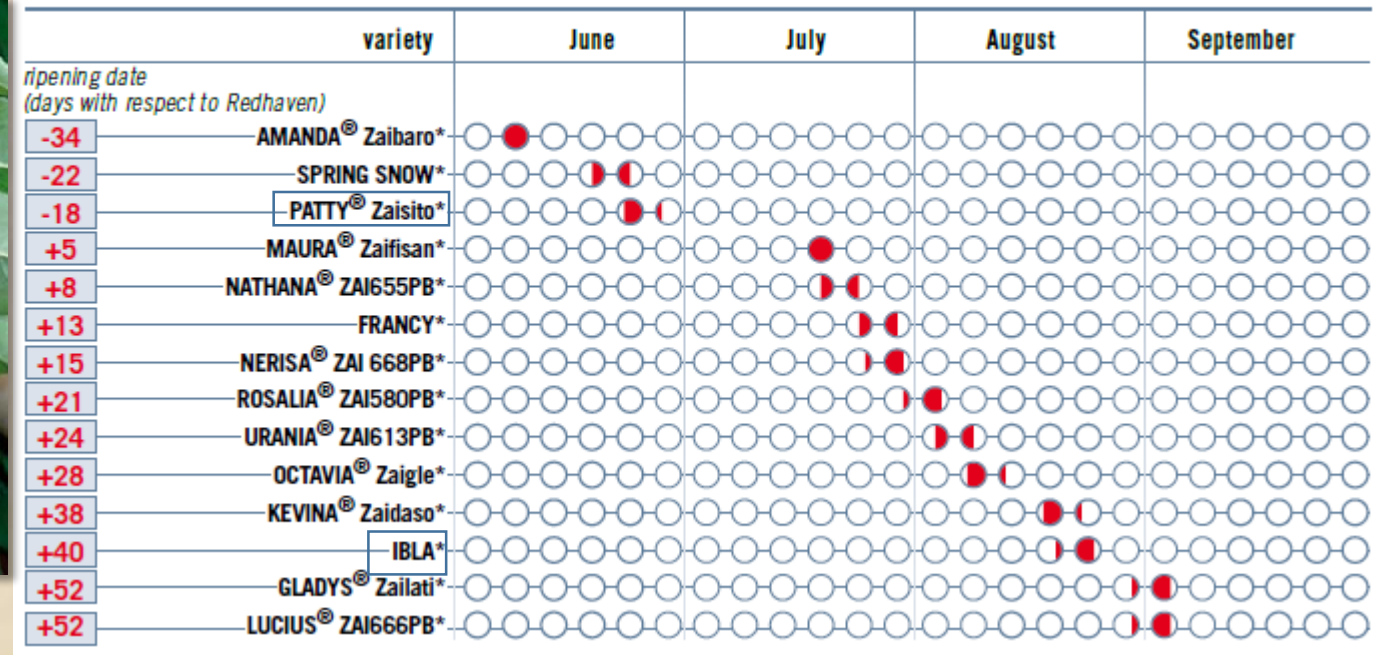 variety June July August September
ripening date
(days with respect to Redhaven)
-34 AMANDA® Zaibaro*
-22 SPRING SNOW*
-18 PATTY® Zaisito*
+5 MAURA® Zaifisan*
+8 NATHANA® ZAI655PB*
+13 FRANCY*
+15 NERISA® ZAI 668PB*
+21 ROSALIA® ZAI580PB*
+24 URANIA® ZAI613PB*
+28 OCTAVIA® Zaigle*
+38 KEVINA® Zaidaso*
+40 IBLA*
+52 GLADYS® Zailati*
+52 LUCIUS® ZAI666PB*